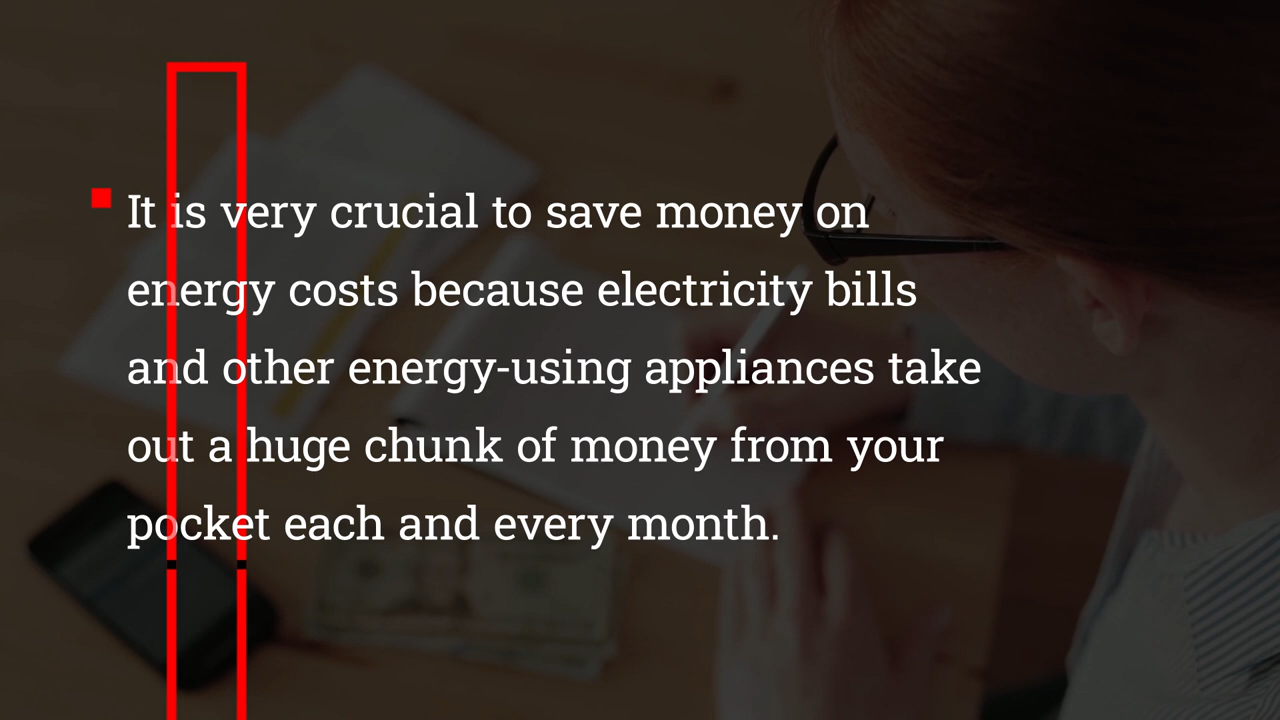 It is very crucial to save money on
energy costs because electricity bills
and other energy-using appliances take
out a huge chunk of money from your
pocket each and every month.